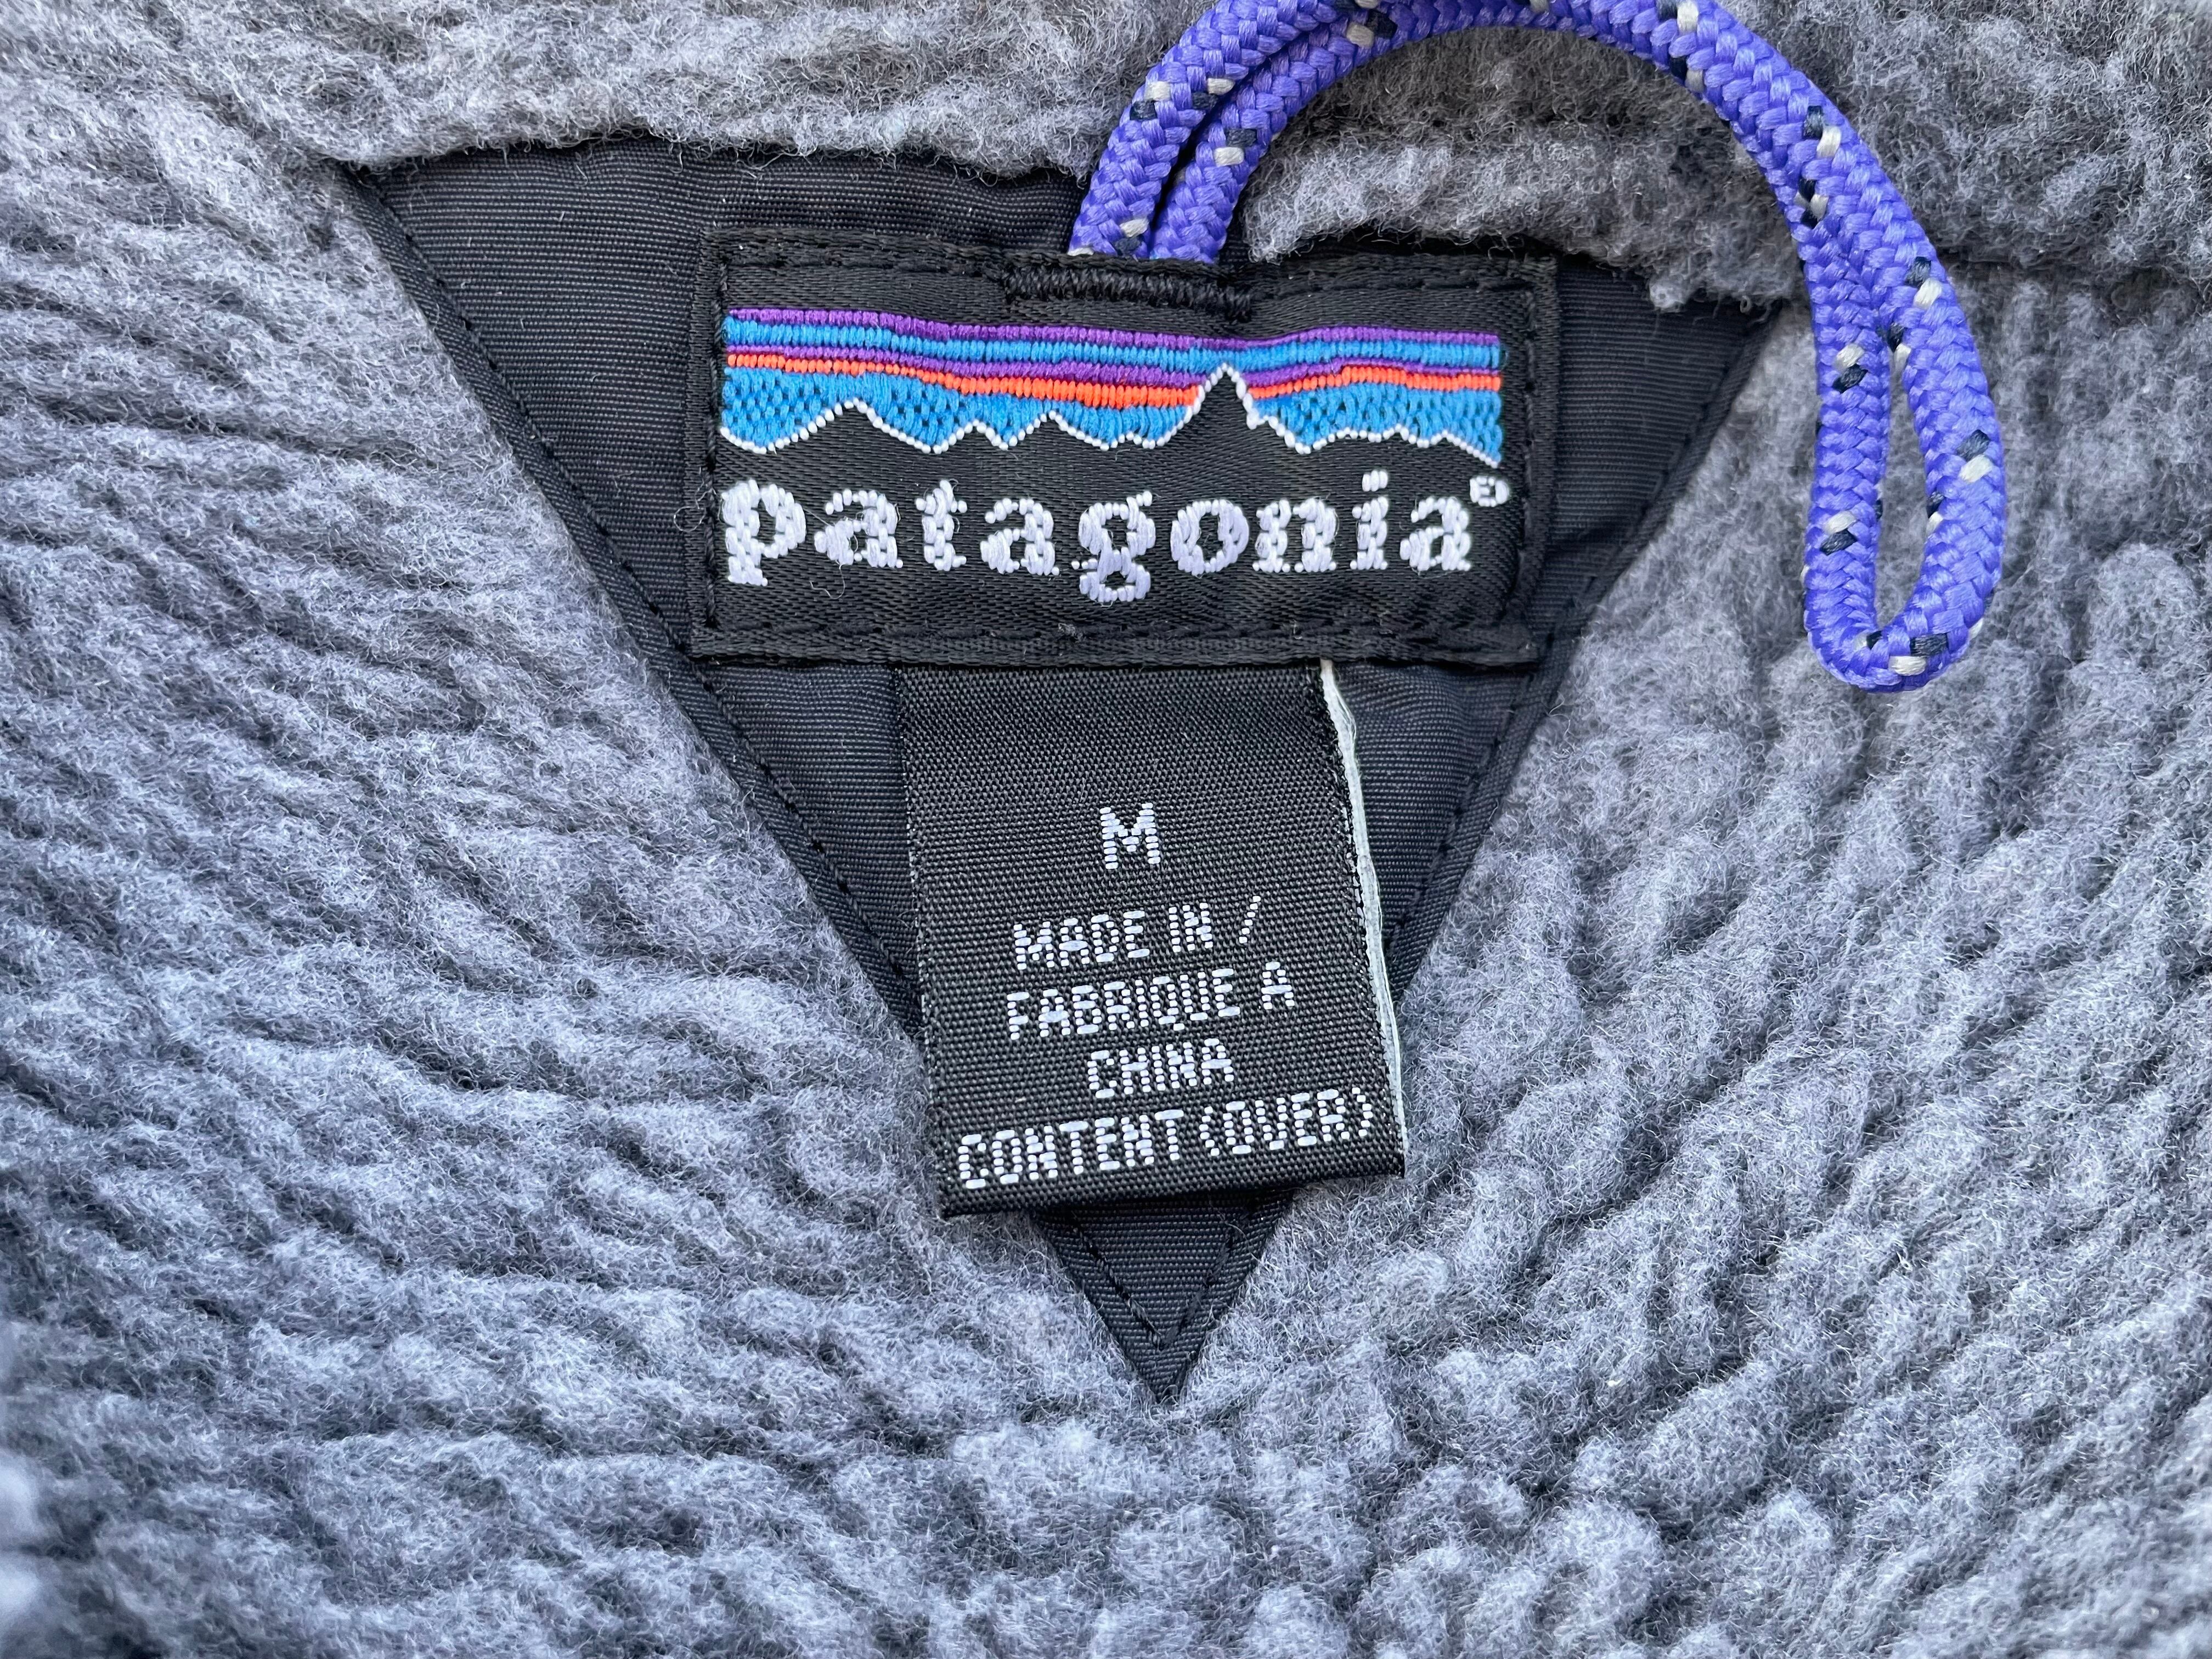 patagonia®
M
MADE IN /
FABRIQUE A
CHINA
CONTENT (OVER)